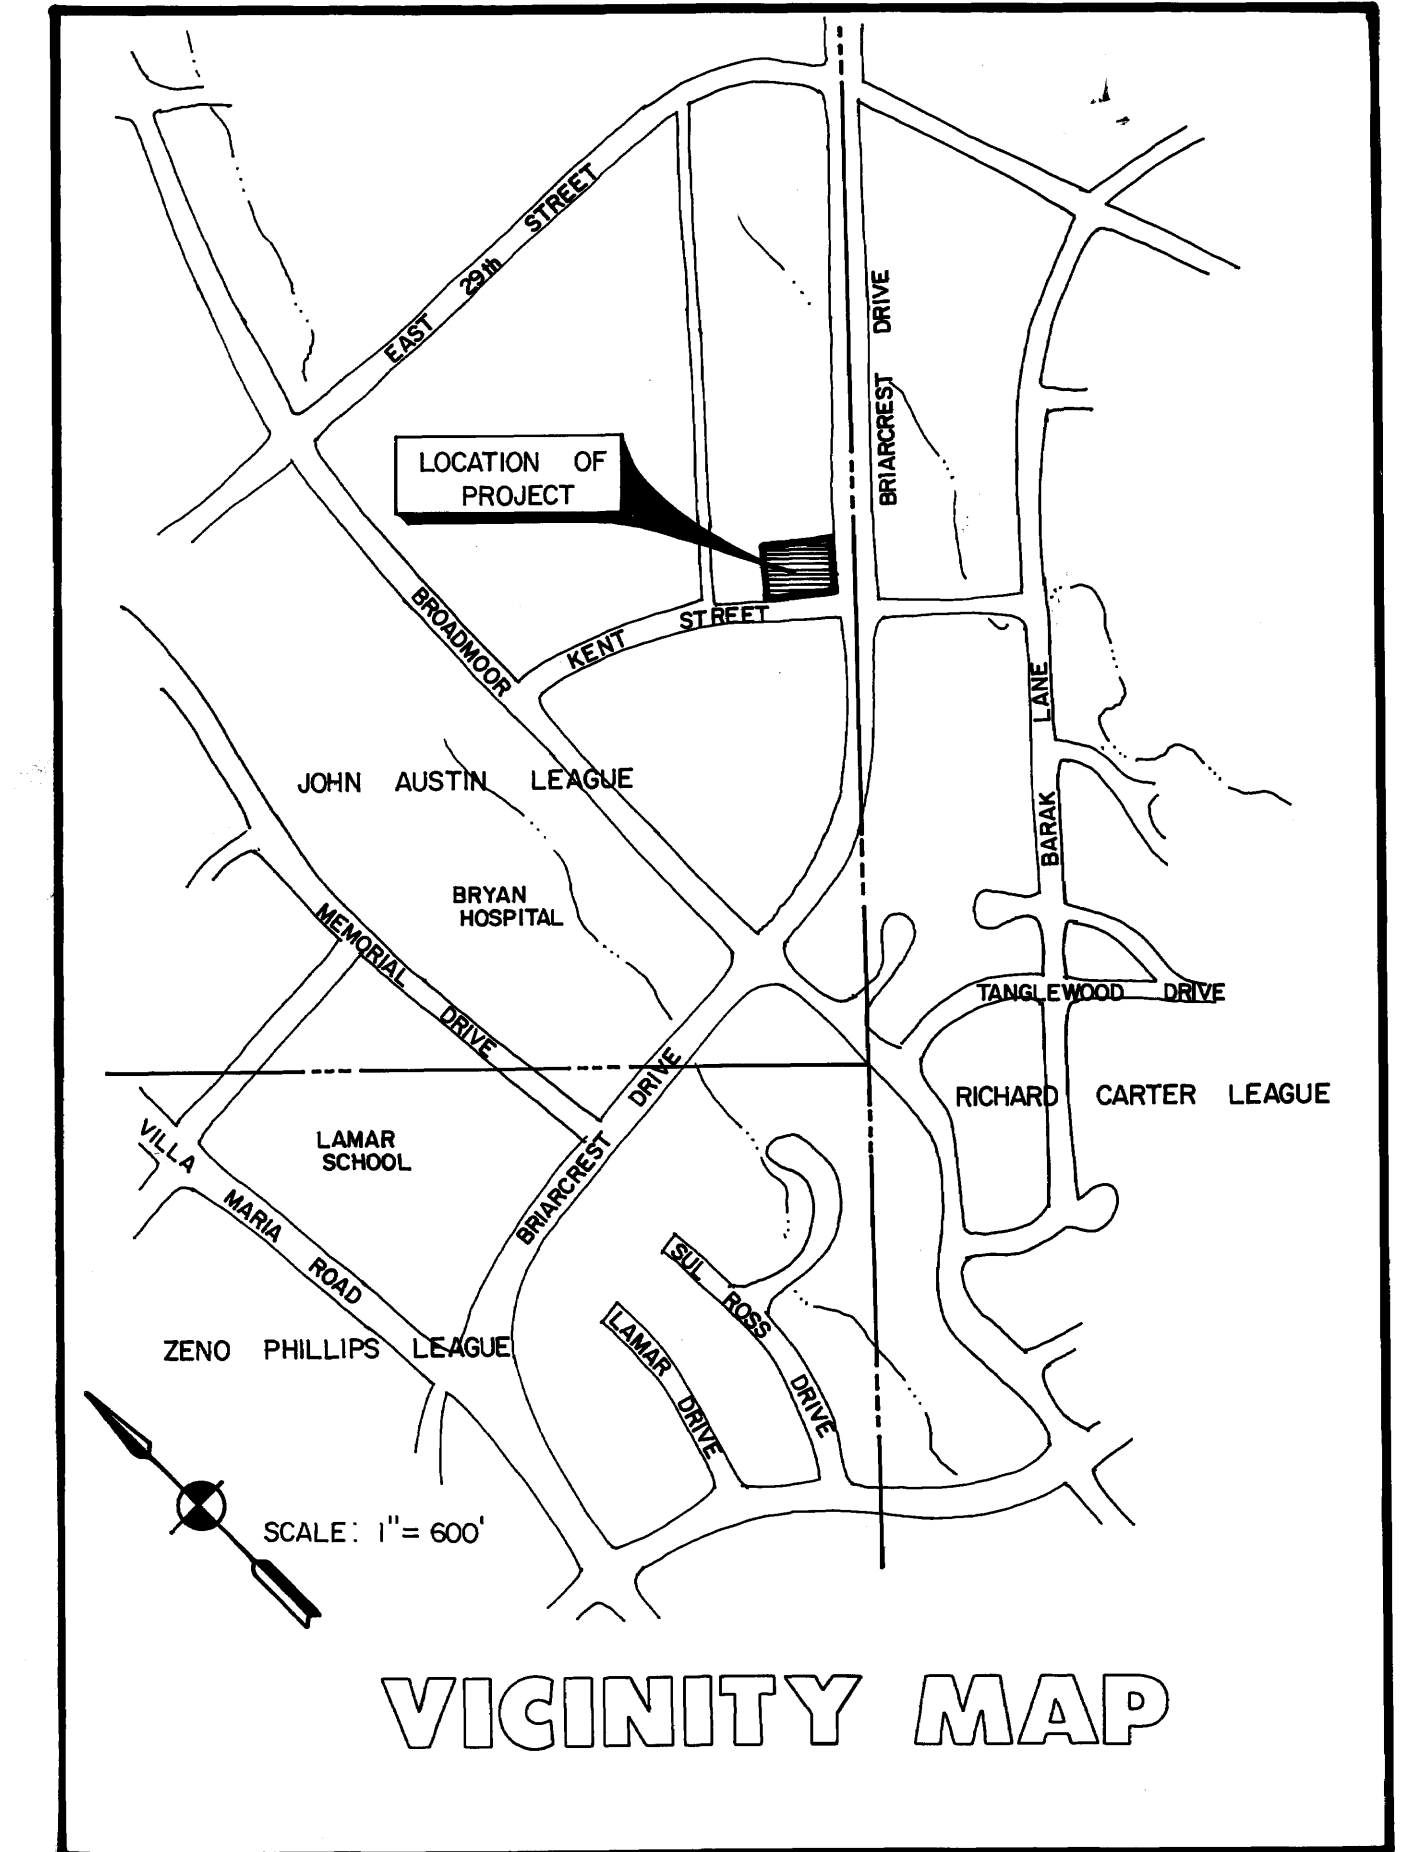 EAST 29th STREET
BRIARCREST DRIVE
LOCATION OF
PROJECT
BROADMOOR
KENT STREET
BARAK LANE
JOHN AUSTIN LEAGUE
BRYAN
HOSPITAL
MEMORIAL DRIVE
TANGLEWOOD DRIVE
BRIARCREST DRIVE
RICHARD CARTER LEAGUE
LAMAR
SCHOOL
VILLA MARIA ROAD
SUL ROSS DRIVE
LAMAR DRIVE
ZENO PHILLIPS LEAGUE
SCALE: 1" = 600'
VICINITY MAP